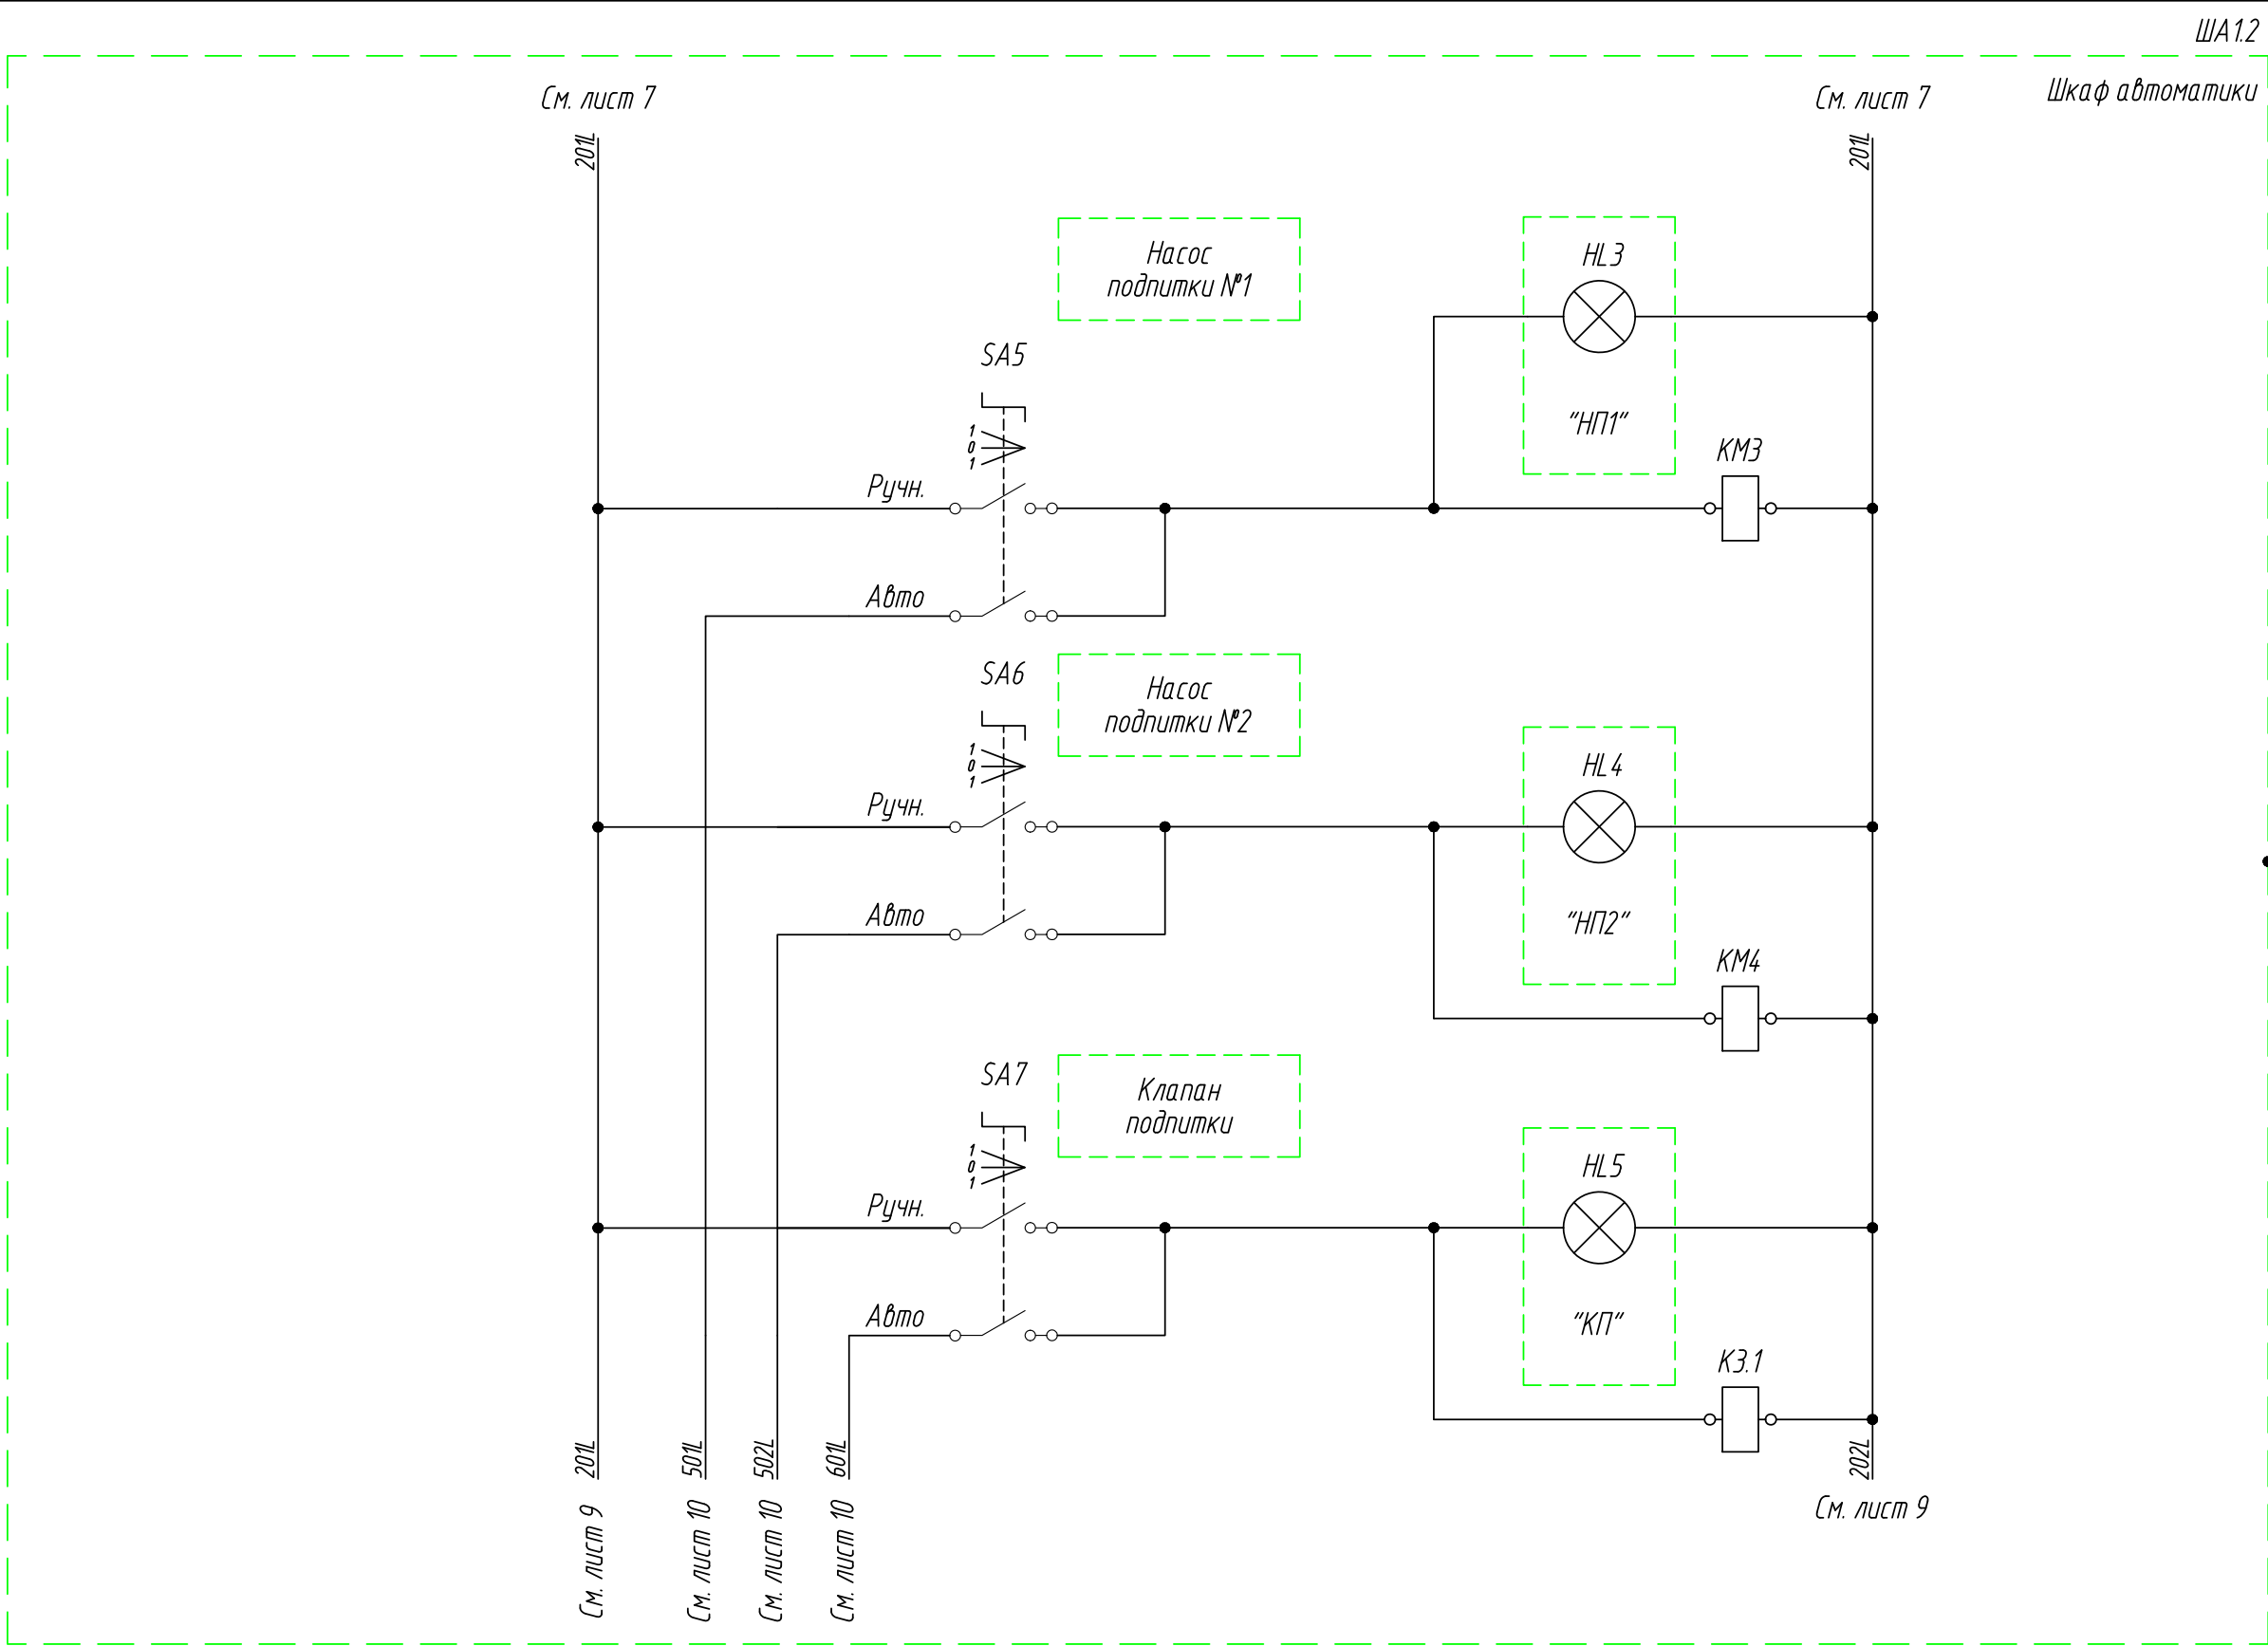 ША1.2
Шкаф автоматики
См. лист 7
См. лист 7
201L
201L
Насос
подпитки №1
HL3
"НП1"
SA5
1
0
1
Ручн.
Авто
КМ3
SA6
Насос
подпитки №2
1
0
1
Ручн.
Авто
HL4
"НП2"
КМ4
SA7
Клапан
подпитки
1
0
1
Ручн.
Авто
HL5
"КП"
К3.1
201L
501L
502L
601L
202L
См. лист 9
См. лист 10
См. лист 10
См. лист 10
См. лист 9